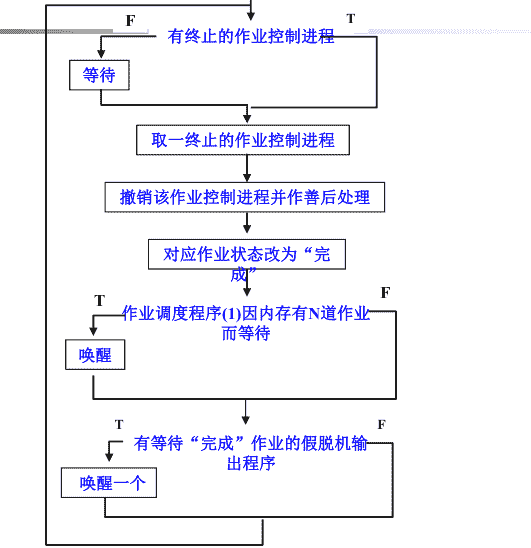 F
T
有终止的作业控制进程
等待
取一终止的作业控制进程
撤销该作业控制进程并作善后处理
对应作业状态改为“完
成”
T
F
作业调度程序(1)因内存有N道作业
而等待
唤醒
T
F
有等待“完成”作业的假脱机输
出程序
唤醒一个